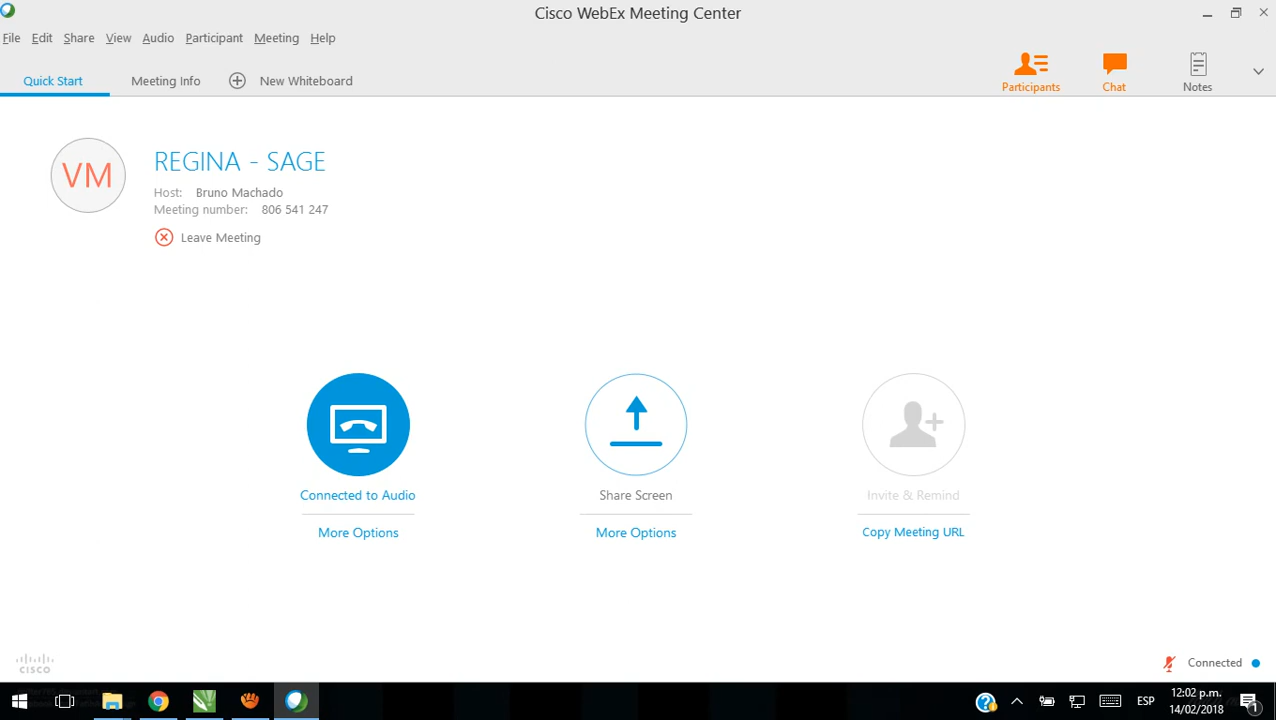 Cisco WebEx Meeting Center
File Edit Share View Audio Participant Meeting Help
Quick Start Meeting Info New Whiteboard
Participants Chat Notes
VM
REGINA - SAGE
Host: Bruno Machado
Meeting number: 806 541 247
Leave Meeting
Connected to Audio
More Options
Share Screen
More Options
Invite & Remind
Copy Meeting URL
CISCO
Connected
ESP
12:02 p.m.
14/02/2018
1